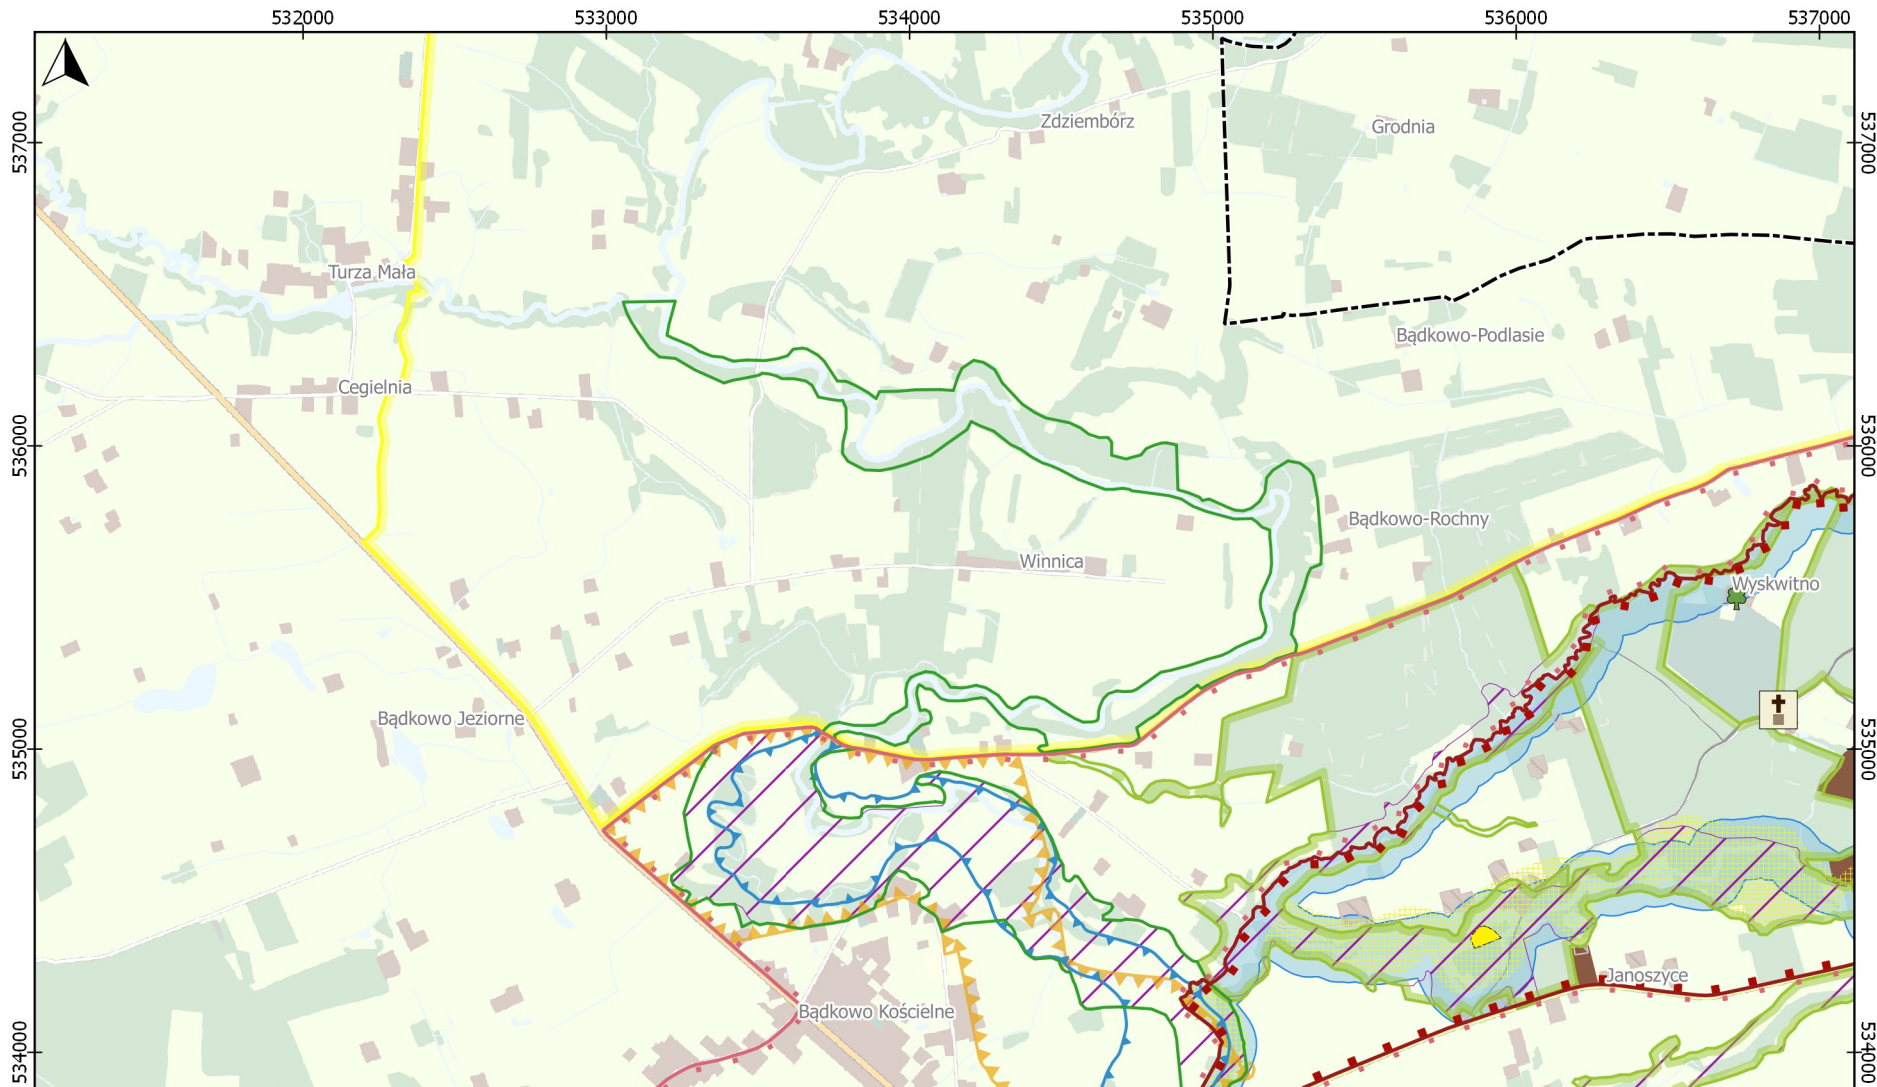 532000 533000 534000 535000 536000 537000
Zdziembórz
Grodnia
537000
537000
Turza Mała
Bądkowo-Podlasie
Cegielnia
536000
536000
Bądkowo-Rochny
Winnica
Wyskwitno
Bądkowo Jeziorne
535000
535000
Janoszyce
Bądkowo Kościelne
534000
534000